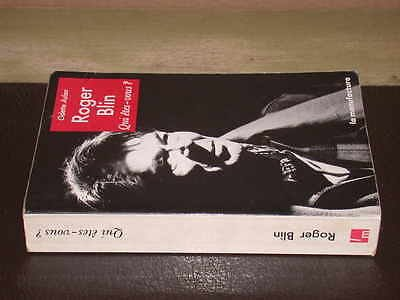 Odette Aslan
Roger
Blin
Qui êtes-vous ?
la manufacture
Roger Blin
Qui êtes-vous ?